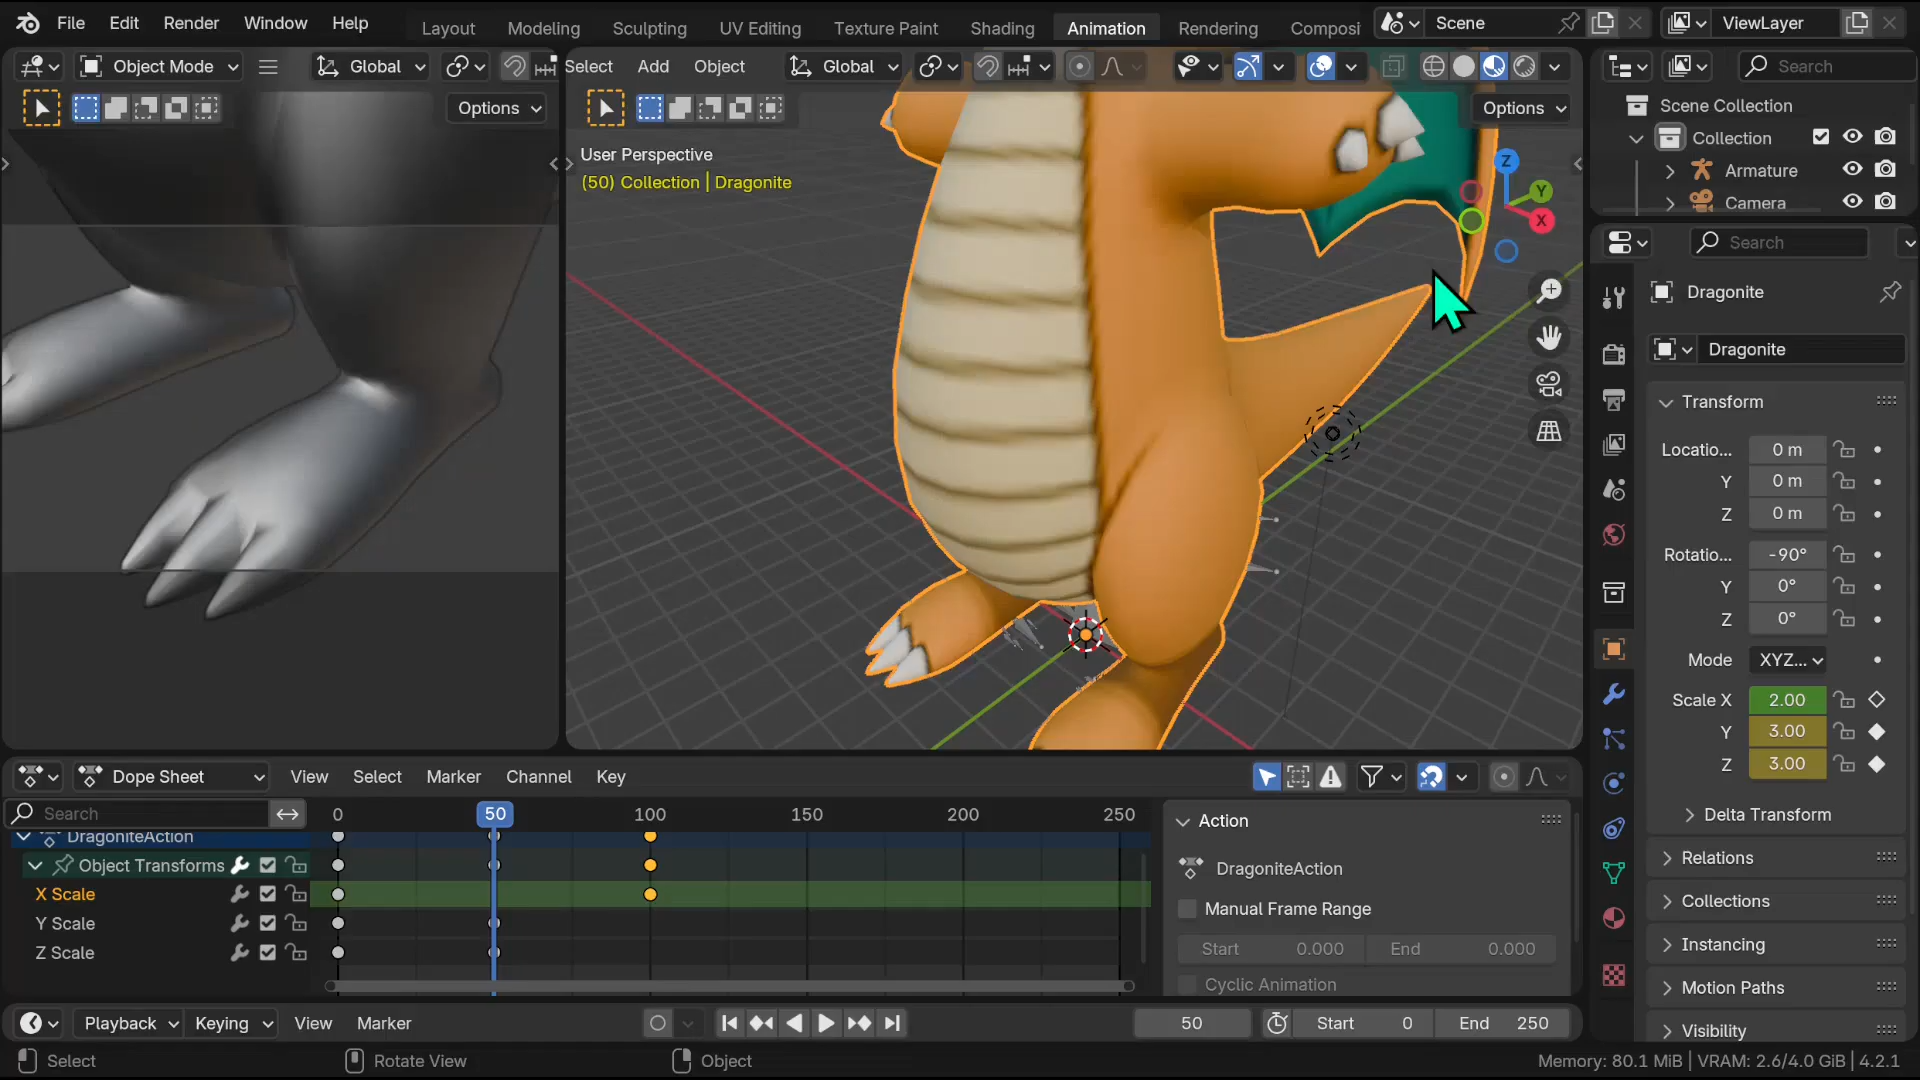 File Edit Render Window Help Layout Modeling Sculpting UV Editing Texture Paint Shading Animation Rendering Composi Scene ViewLayer
Object Mode Global Select Add Object Global Search
Options Options Scene Collection
Collection
Armature
Camera
User Perspective
(50) Collection | Dragonite
Z
Y
X
Search
Dragonite
Dragonite
Transform
Locatio... 0 m
Y 0 m
Z 0 m
Rotatio... -90°
Y 0°
Z 0°
Mode XYZ...
Scale X 2.00
Y 3.00
Z 3.00
Delta Transform
Relations
Collections
Instancing
Motion Paths
Visibility
Dope Sheet View Select Marker Channel Key
Search 0 50 100 150 200 250
DragoniteAction
Object Transforms
X Scale
Y Scale
Z Scale
Action
DragoniteAction
Manual Frame Range
Start 0.000 End 0.000
Cyclic Animation
Playback Keying View Marker 50 Start 0 End 250
Select Rotate View Object Memory: 80.1 MiB | VRAM: 2.6/4.0 GiB | 4.2.1